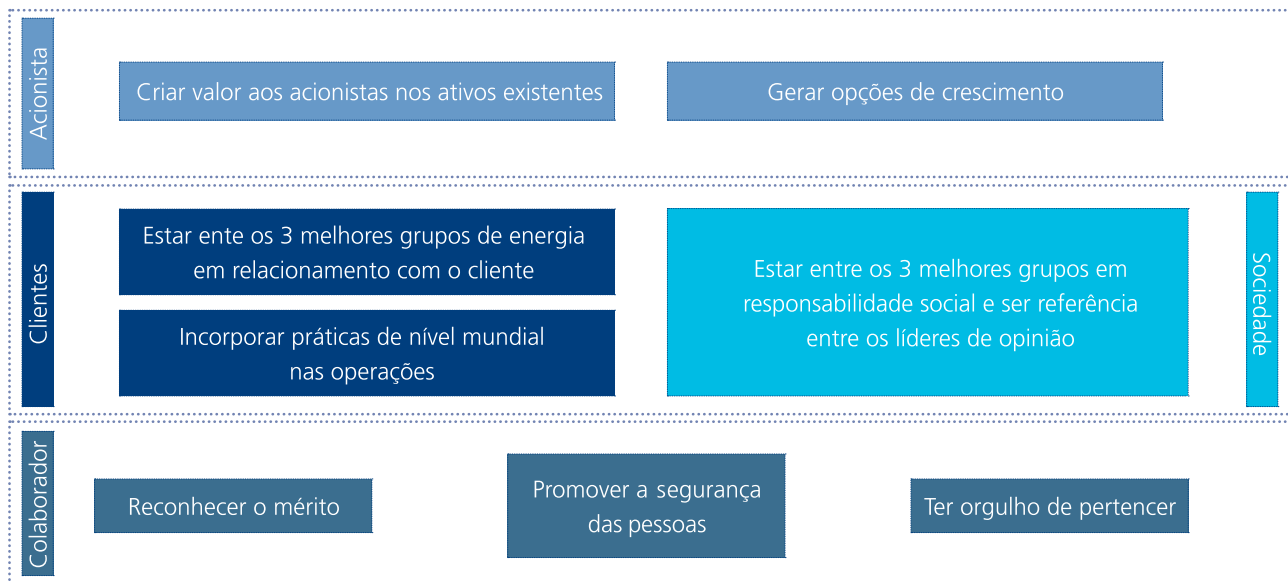 Acionista
Criar valor aos acionistas nos ativos existentes
Gerar opções de crescimento
Clientes
Estar ente os 3 melhores grupos de energia
em relacionamento com o cliente
Incorporar práticas de nível mundial
nas operações
Estar entre os 3 melhores grupos em
responsabilidade social e ser referência
entre os líderes de opinião
Sociedade
Colaborador
Reconhecer o mérito
Promover a segurança
das pessoas
Ter orgulho de pertencer